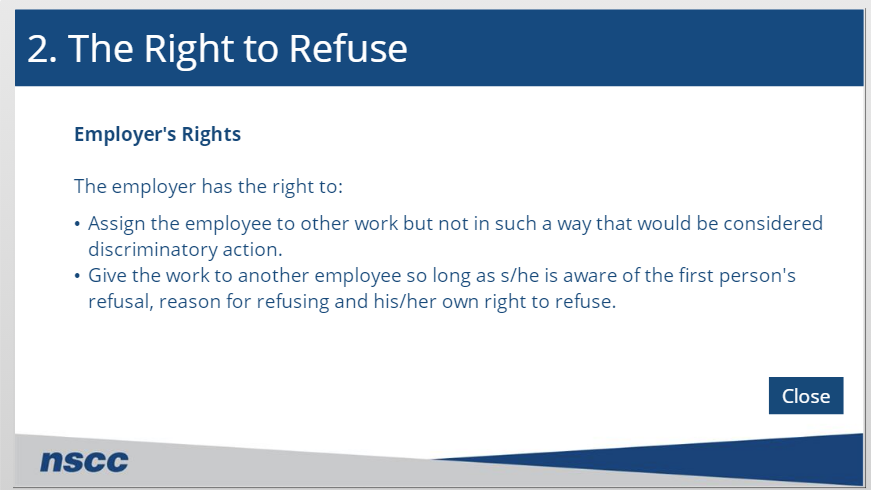 2. The Right to Refuse
Employer's Rights
The employer has the right to:
• Assign the employee to other work but not in such a way that would be considered
discriminatory action.
• Give the work to another employee so long as s/he is aware of the first person's
refusal, reason for refusing and his/her own right to refuse.
Close
nscc